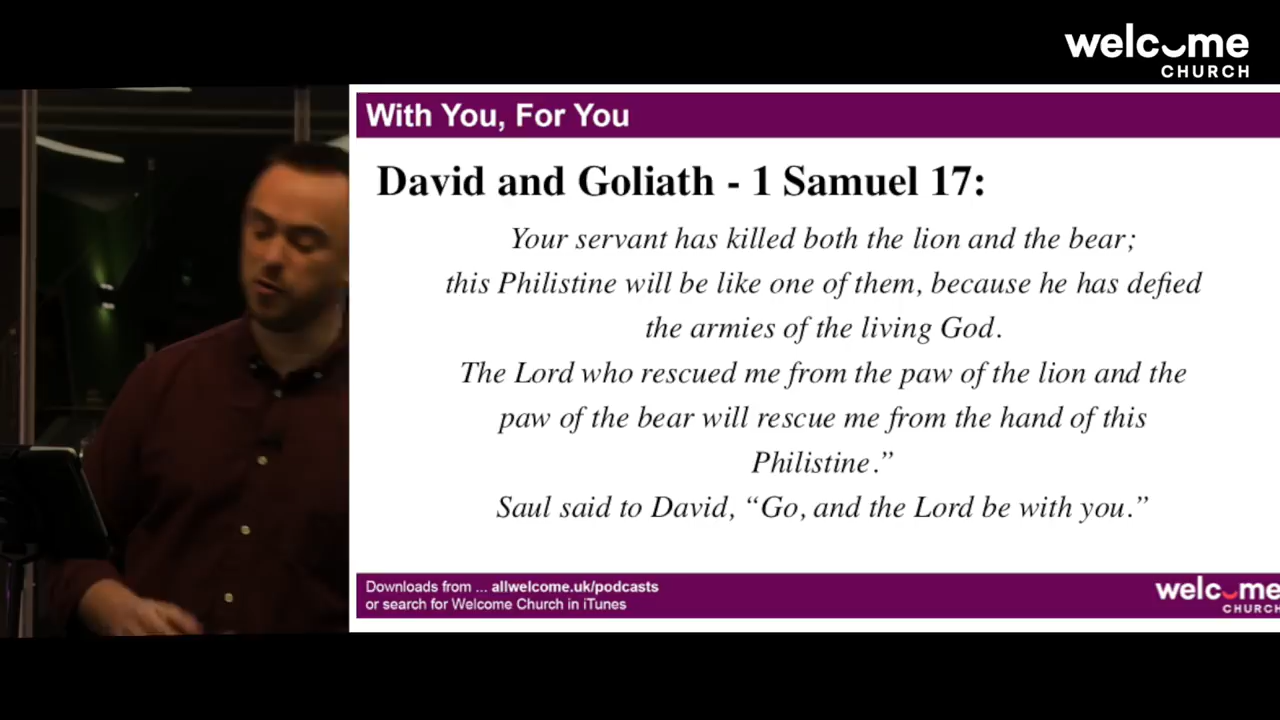 welcome
CHURCH
With You, For You
David and Goliath - 1 Samuel 17:
Your servant has killed both the lion and the bear;
this Philistine will be like one of them, because he has defied
the armies of the living God.
The Lord who rescued me from the paw of the lion and the
paw of the bear will rescue me from the hand of this
Philistine.”
Saul said to David, “Go, and the Lord be with you.”
Downloads from ... allwelcome.uk/podcasts
or search for Welcome Church in iTunes
welcome
CHURCH